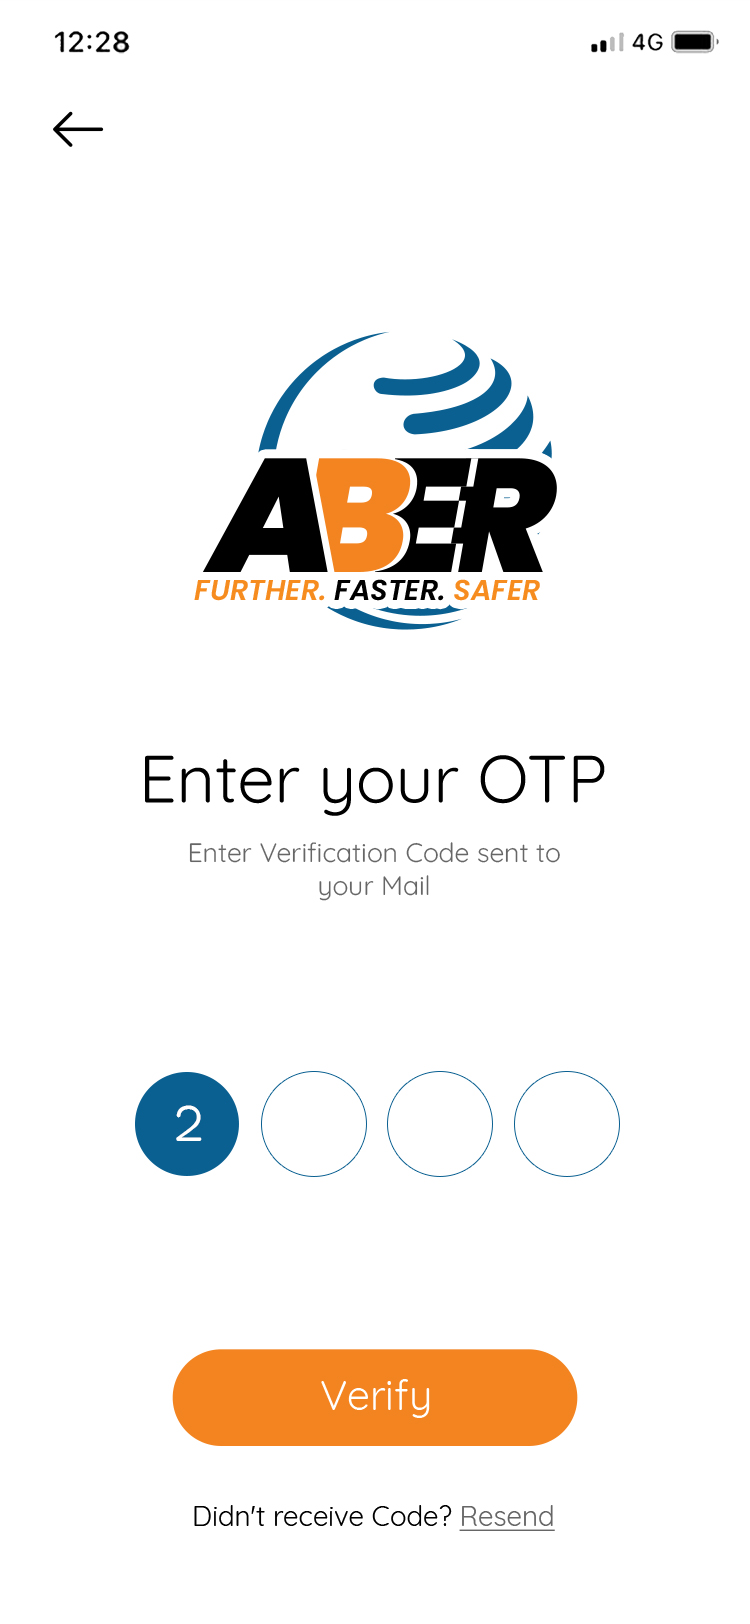 12:28 4G
ABER
FURTHER. FASTER. SAFER
Enter your OTP
Enter Verification Code sent to
your Mail
2
Verify
Didn't receive Code? Resend